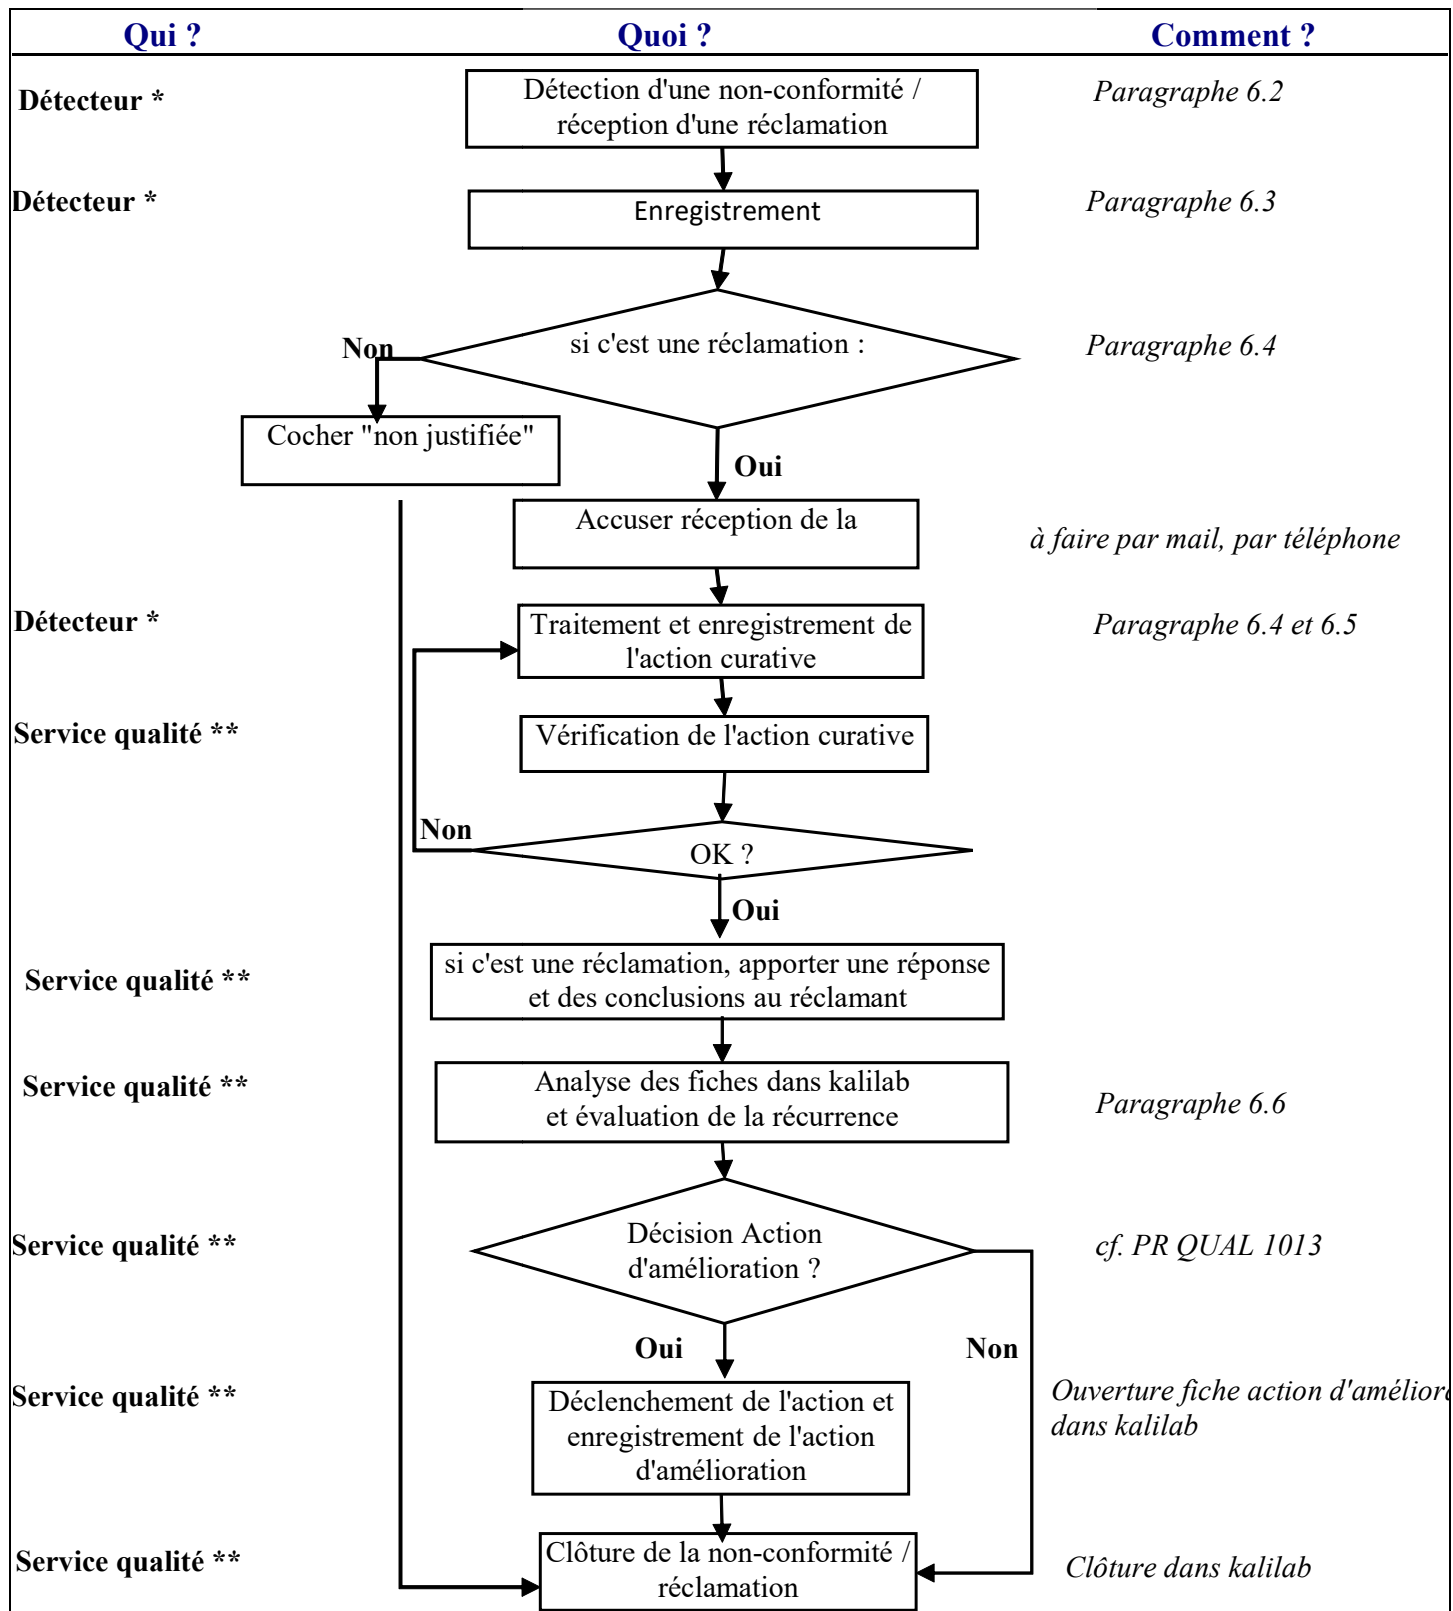 Qui ?
Quoi ?
Comment ?
Détecteur *
Détection d'une non-conformité /
réception d'une réclamation
Paragraphe 6.2
Détecteur *
Enregistrement
Paragraphe 6.3
Non
si c'est une réclamation :
Paragraphe 6.4
Cocher "non justifiée"
Oui
Accuser réception de la
à faire par mail, par téléphone
Détecteur *
Traitement et enregistrement de
l'action curative
Paragraphe 6.4 et 6.5
Service qualité **
Vérification de l'action curative
Non
OK ?
Oui
Service qualité **
si c'est une réclamation, apporter une réponse
et des conclusions au réclamant
Service qualité **
Analyse des fiches dans kalilab
et évaluation de la récurrence
Paragraphe 6.6
Service qualité **
Décision Action
d'amélioration ?
cf. PR QUAL 1013
Oui
Non
Service qualité **
Déclenchement de l'action et
enregistrement de l'action
d'amélioration
Ouverture fiche action d'améliora
dans kalilab
Service qualité **
Clôture de la non-conformité /
réclamation
Clôture dans kalilab